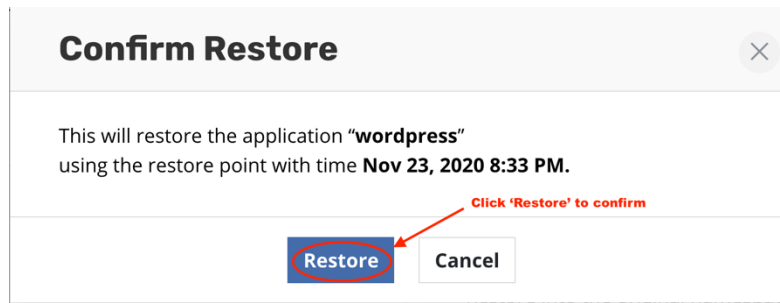 Confirm Restore
This will restore the application “wordpress”
using the restore point with time Nov 23, 2020 8:33 PM.
Click ‘Restore’ to confirm
Restore
Cancel